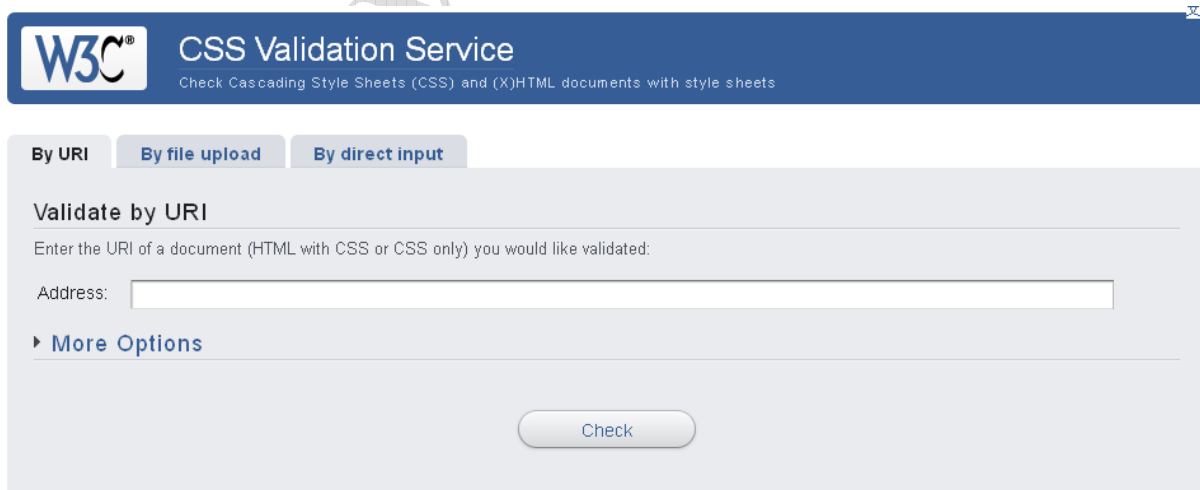 文
W3C®
CSS Validation Service
Check Cascading Style Sheets (CSS) and (X)HTML documents with style sheets
By URI By file upload By direct input
Validate by URI
Enter the URI of a document (HTML with CSS or CSS only) you would like validated:
Address:
More Options
Check